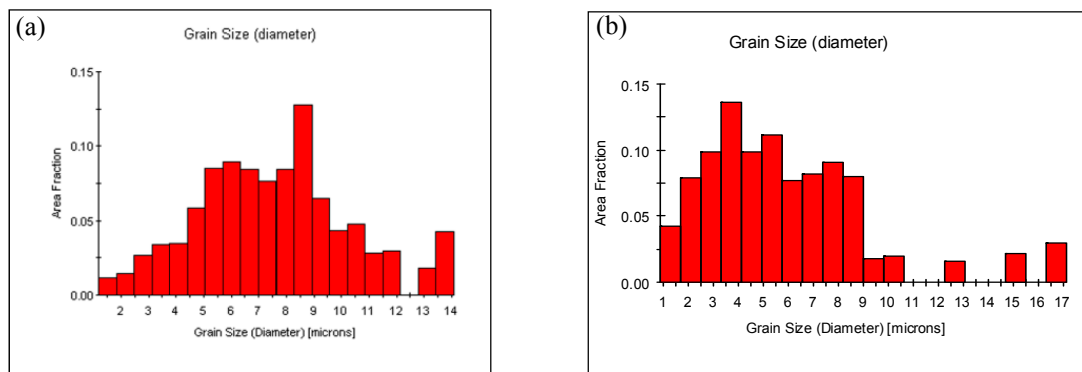 (a)
Grain Size (diameter)
0.15
0.10
0.05
0.00
Area Fraction
2 3 4 5 6 7 8 9 10 11 12 13 14
Grain Size (Diameter) [microns]
(b)
Grain Size (diameter)
0.15
0.10
0.05
0.00
Area Fraction
1 2 3 4 5 6 7 8 9 10 11 12 13 14 15 16 17
Grain Size (Diameter) [microns]